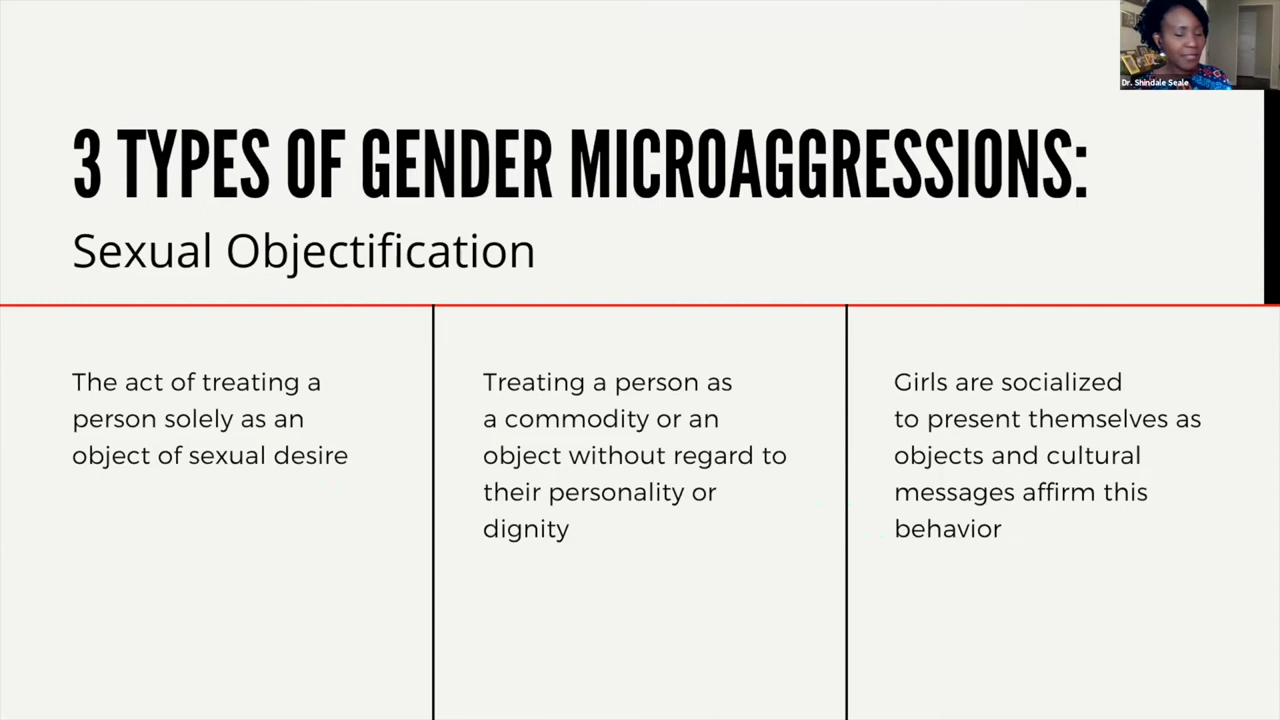 Dr. Shindale Seale
3 TYPES OF GENDER MICROAGGRESSIONS:
Sexual Objectification
The act of treating a
person solely as an
object of sexual desire
Treating a person as
a commodity or an
object without regard to
their personality or
dignity
Girls are socialized
to present themselves as
objects and cultural
messages affirm this
behavior